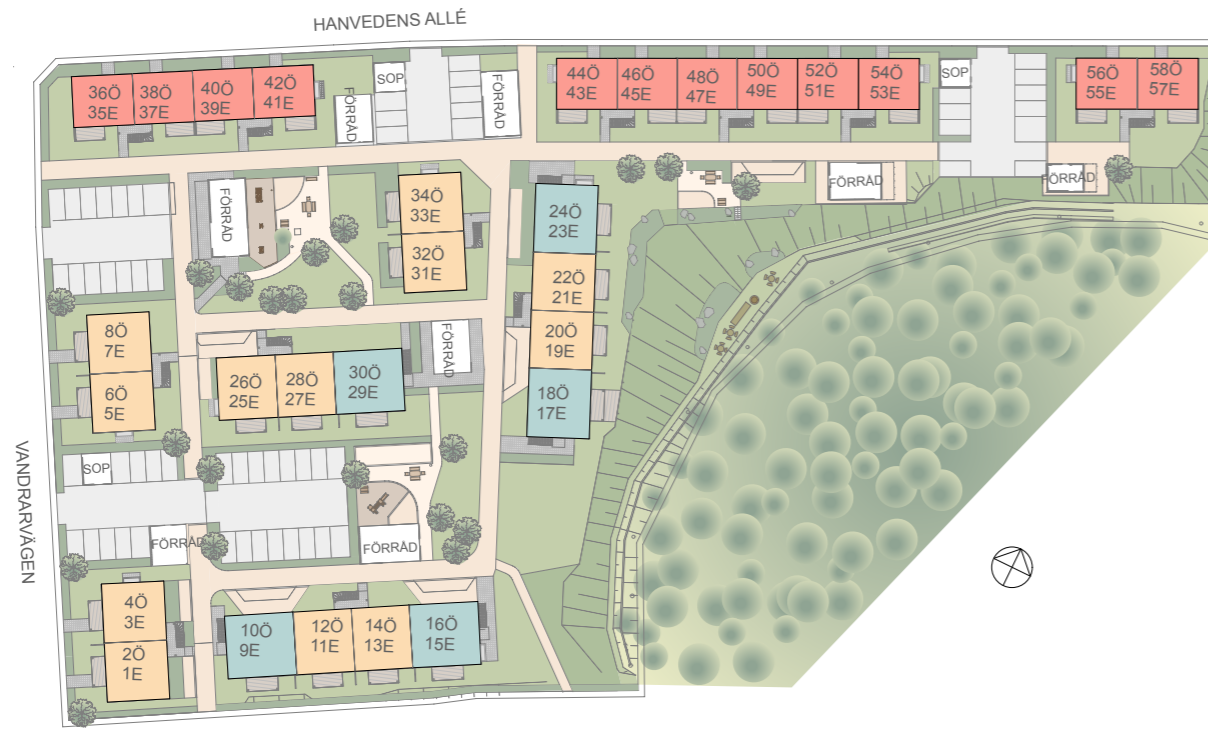 HANVEDENS ALLÉ
36Ö
35E
38Ö
37E
40Ö
39E
42Ö
41E
FÖRRÅD
SOP
FÖRRÅD
44Ö
43E
46Ö
45E
48Ö
47E
50Ö
49E
52Ö
51E
54Ö
53E
SOP
56Ö
55E
58Ö
57E
FÖRRÅD
34Ö
33E
32Ö
31E
24Ö
23E
22Ö
21E
20Ö
19E
18Ö
17E
FÖRRÅD
FÖRRÅD
8Ö
7E
6Ö
5E
26Ö
25E
28Ö
27E
30Ö
29E
FÖRRÅD
VANDRARVÄGEN
SOP
FÖRRÅD
FÖRRÅD
4Ö
3E
2Ö
1E
10Ö
9E
12Ö
11E
14Ö
13E
16Ö
15E